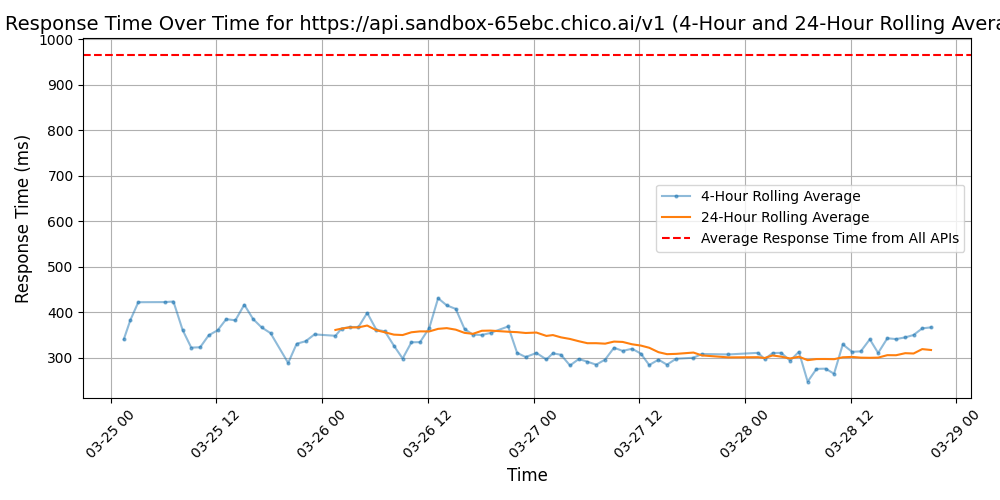 Response Time Over Time for https://api.sandbox-65ebc.chico.ai/v1 (4-Hour and 24-Hour Rolling Avera
Response Time (ms)
1000
900
800
700
600
500
400
300
4-Hour Rolling Average
24-Hour Rolling Average
Average Response Time from All APIs
03-25 00
03-25 12
03-26 00
03-26 12
03-27 00
03-27 12
03-28 00
03-28 12
03-29 00
Time